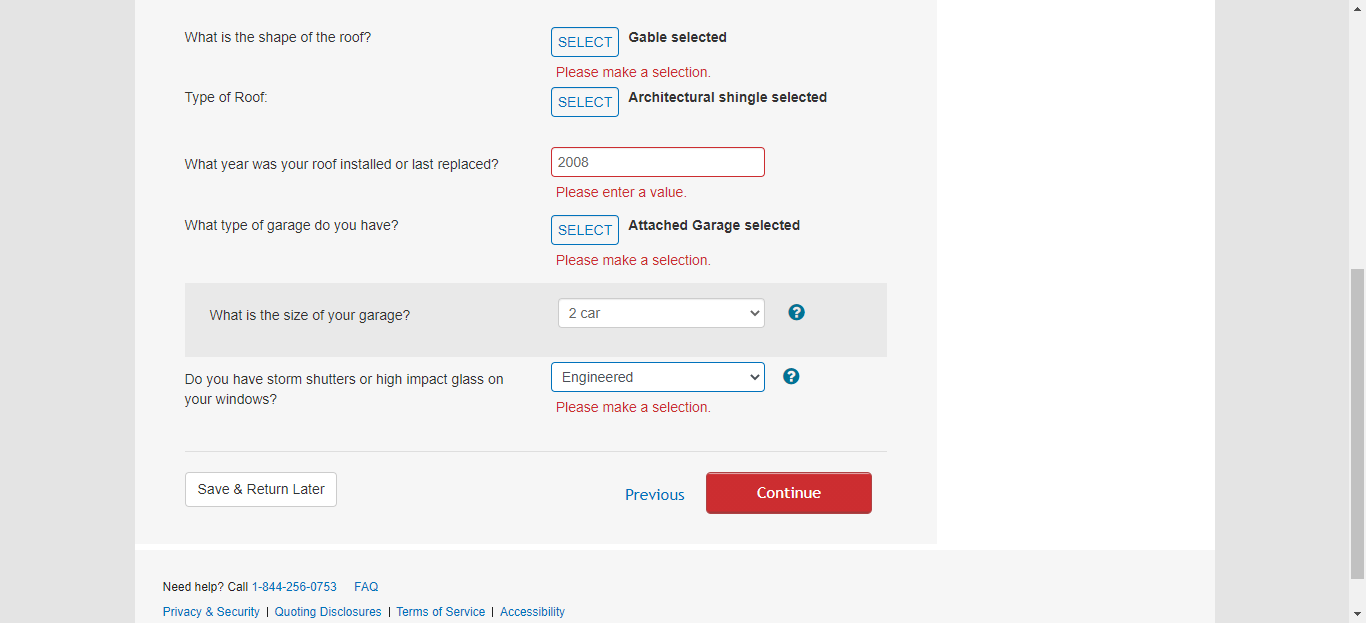 What is the shape of the roof?
SELECT Gable selected
Please make a selection.
Type of Roof:
SELECT Architectural shingle selected
What year was your roof installed or last replaced?
2008
Please enter a value.
What type of garage do you have?
SELECT Attached Garage selected
Please make a selection.
What is the size of your garage?
2 car
?
Do you have storm shutters or high impact glass on
your windows?
Engineered
?
Please make a selection.
Save & Return Later
Previous
Continue
Need help? Call 1-844-256-0753 FAQ
Privacy & Security | Quoting Disclosures | Terms of Service | Accessibility